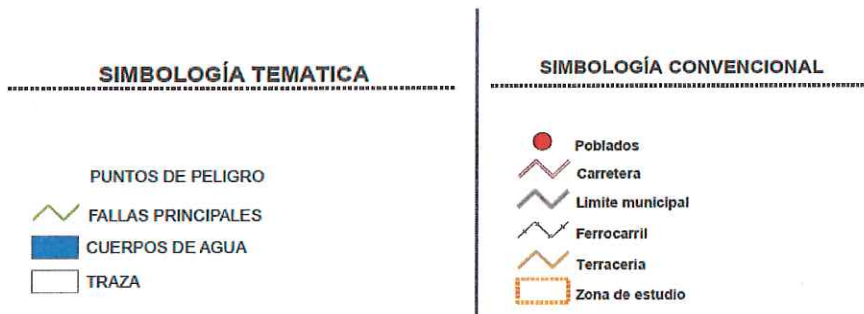 SIMBOLOGÍA TEMATICA
PUNTOS DE PELIGRO
FALLAS PRINCIPALES
CUERPOS DE AGUA
TRAZA
SIMBOLOGÍA CONVENCIONAL
Poblados
Carretera
Limite municipal
Ferrocarril
Terraceria
Zona de estudio